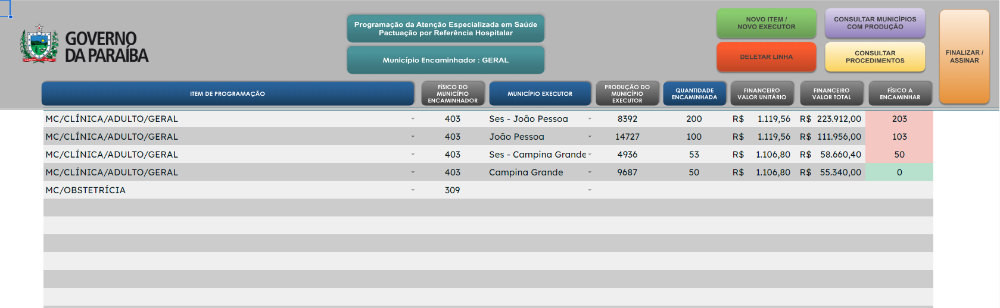 GOVERNO
DA PARAÍBA
Programação da Atenção Especializada em Saúde
Pactuação por Referência Hospitalar
Município Encaminhador : GERAL
NOVO ITEM /
NOVO EXECUTOR
CONSULTAR MUNICÍPIOS
COM PRODUÇÃO
DELETAR LINHA
CONSULTAR
PROCEDIMENTOS
FINALIZAR /
ASSINAR
ITEM DE PROGRAMAÇÃO
FÍSICO DO
MUNICÍPIO
ENCAMINHADOR
MUNICÍPIO EXECUTOR
PRODUÇÃO DO
MUNICÍPIO
EXECUTOR
QUANTIDADE
ENCAMINHADA
FINANCEIRO
VALOR UNITÁRIO
FINANCEIRO
VALOR TOTAL
FÍSICO A
ENCAMINHAR
MC/CLÍNICA/ADULTO/GERAL 403 Ses - João Pessoa 8392 200 R$ 1.119,56 R$ 223.912,00 203
MC/CLÍNICA/ADULTO/GERAL 403 João Pessoa 14727 100 R$ 1.119,56 R$ 111.956,00 103
MC/CLÍNICA/ADULTO/GERAL 403 Ses - Campina Grande 4936 53 R$ 1.106,80 R$ 58.660,40 50
MC/CLÍNICA/ADULTO/GERAL 403 Campina Grande 9687 50 R$ 1.106,80 R$ 55.340,00 0
MC/OBSTETRÍCIA 309